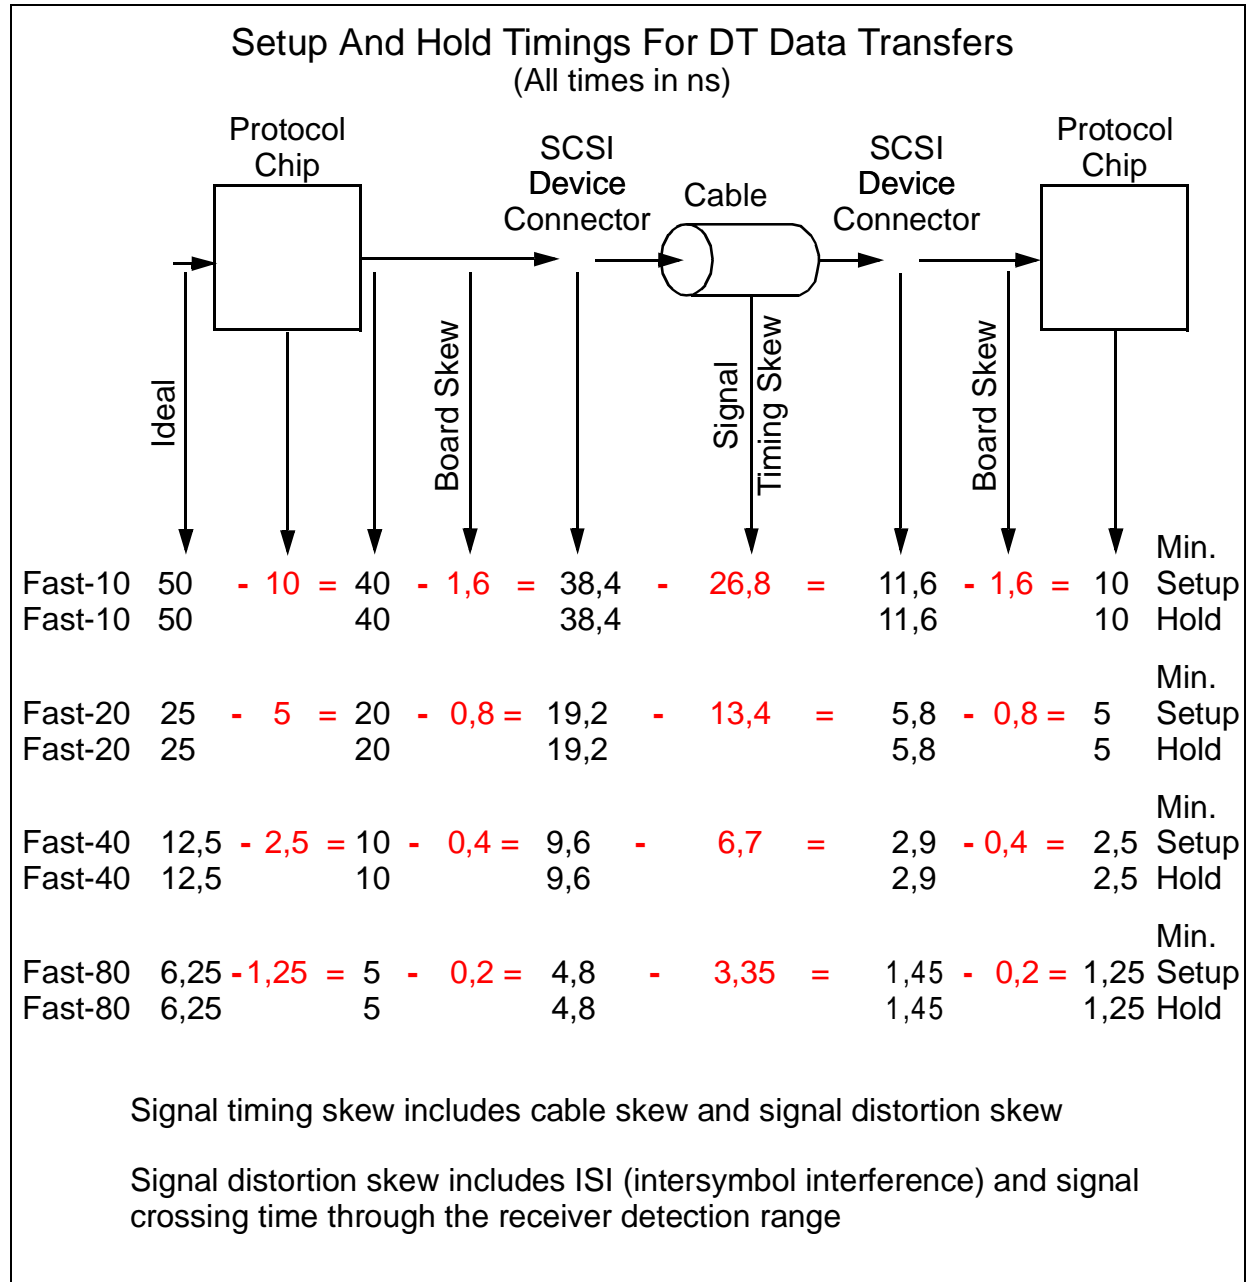 Setup And Hold Timings For DT Data Transfers
(All times in ns)
Protocol
Chip
SCSI
Device
Connector
Cable
SCSI
Device
Connector
Protocol
Chip
Ideal
Board Skew
Signal
Timing Skew
Board Skew
Min.
Fast-10 50 - 10 = 40 - 1,6 = 38,4 - 26,8 = 11,6 - 1,6 = 10 Setup
Fast-10 50 40 38,4 11,6 10 Hold
Min.
Fast-20 25 - 5 = 20 - 0,8 = 19,2 - 13,4 = 5,8 - 0,8 = 5 Setup
Fast-20 25 20 19,2 5,8 5 Hold
Min.
Fast-40 12,5 - 2,5 = 10 - 0,4 = 9,6 - 6,7 = 2,9 - 0,4 = 2,5 Setup
Fast-40 12,5 10 9,6 2,9 2,5 Hold
Min.
Fast-80 6,25 - 1,25 = 5 - 0,2 = 4,8 - 3,35 = 1,45 - 0,2 = 1,25 Setup
Fast-80 6,25 5 4,8 1,45 1,25 Hold
Signal timing skew includes cable skew and signal distortion skew
Signal distortion skew includes ISI (intersymbol interference) and signal
crossing time through the receiver detection range